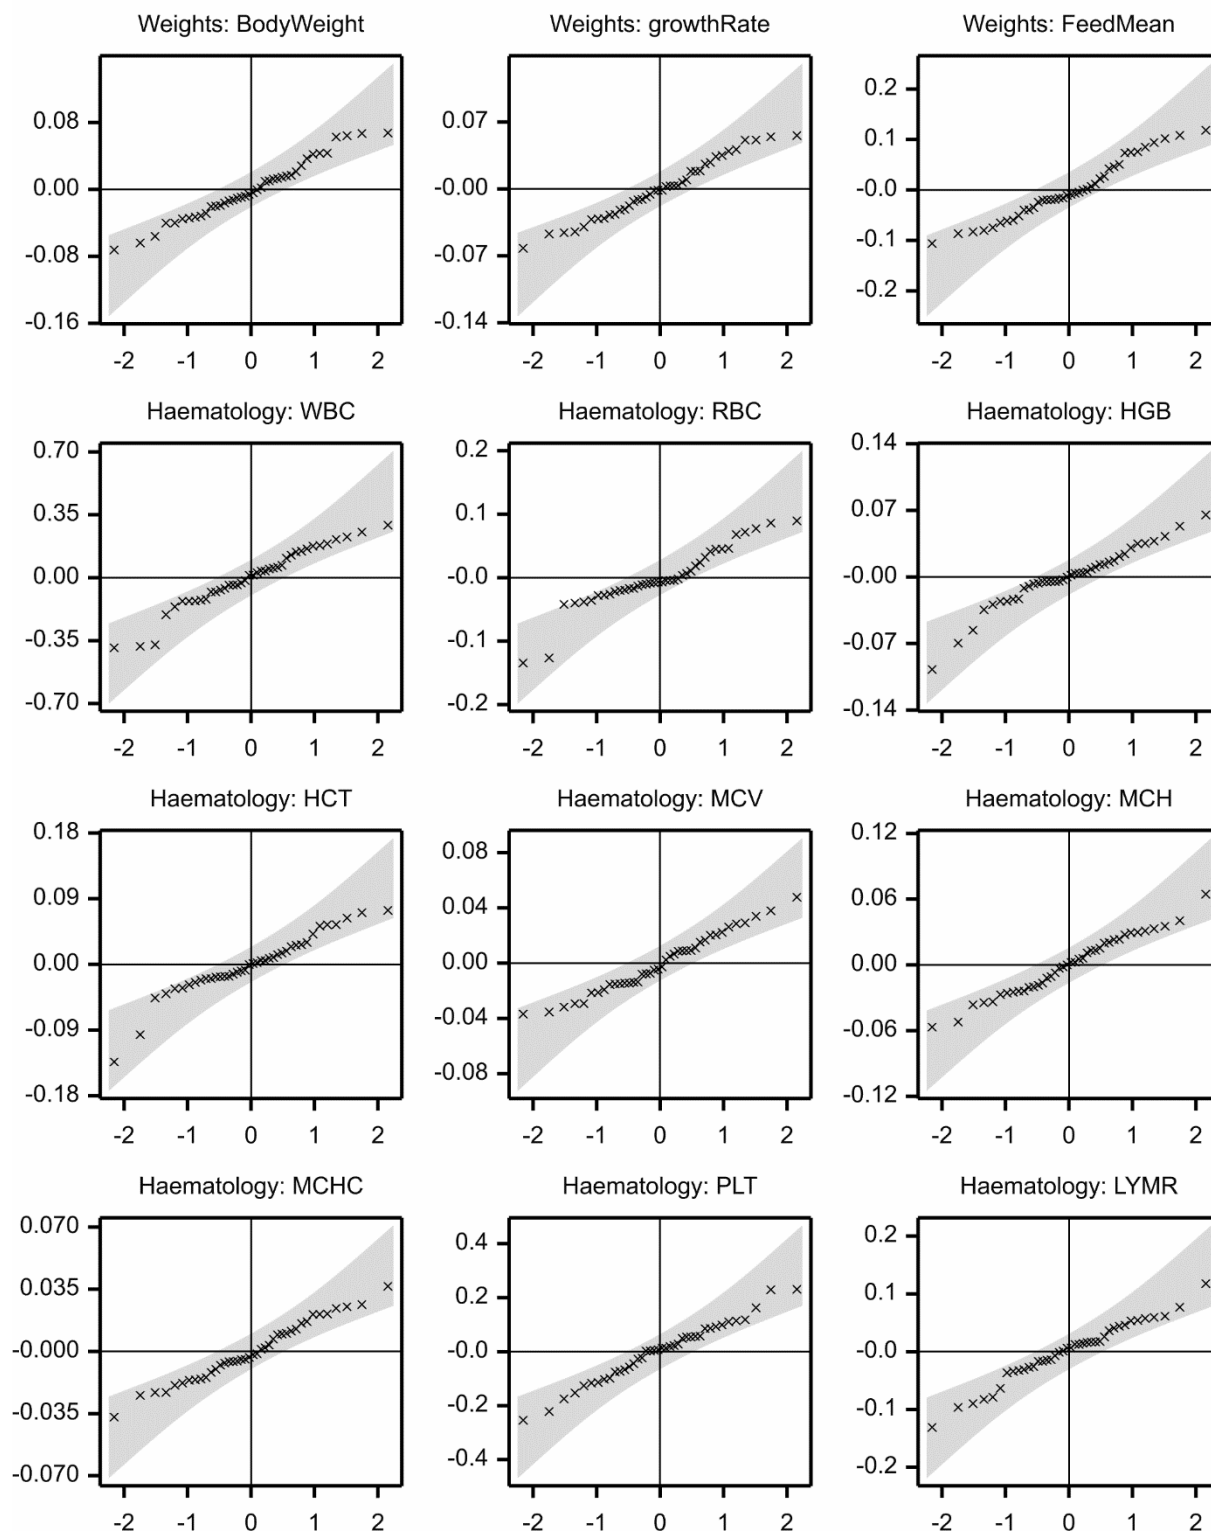 Weights: BodyWeight
0.08
0.00
-0.08
-0.16
-2 -1 0 1 2
Weights: growthRate
0.07
-0.00
-0.07
-0.14
-2 -1 0 1 2
Weights: FeedMean
0.2
0.1
-0.0
-0.1
-0.2
-2 -1 0 1 2
Haematology: WBC
0.70
0.35
0.00
-0.35
-0.70
-2 -1 0 1 2
Haematology: RBC
0.2
0.1
-0.0
-0.1
-0.2
-2 -1 0 1 2
Haematology: HGB
0.14
0.07
-0.00
-0.07
-0.14
-2 -1 0 1 2
Haematology: HCT
0.18
0.09
0.00
-0.09
-0.18
-2 -1 0 1 2
Haematology: MCV
0.08
0.04
0.00
-0.04
-0.08
-2 -1 0 1 2
Haematology: MCH
0.12
0.06
0.00
-0.06
-0.12
-2 -1 0 1 2
Haematology: MCHC
0.070
0.035
-0.000
-0.035
-0.070
-2 -1 0 1 2
Haematology: PLT
0.4
0.2
-0.0
-0.2
-0.4
-2 -1 0 1 2
Haematology: LYMR
0.2
0.1
-0.0
-0.1
-0.2
-2 -1 0 1 2